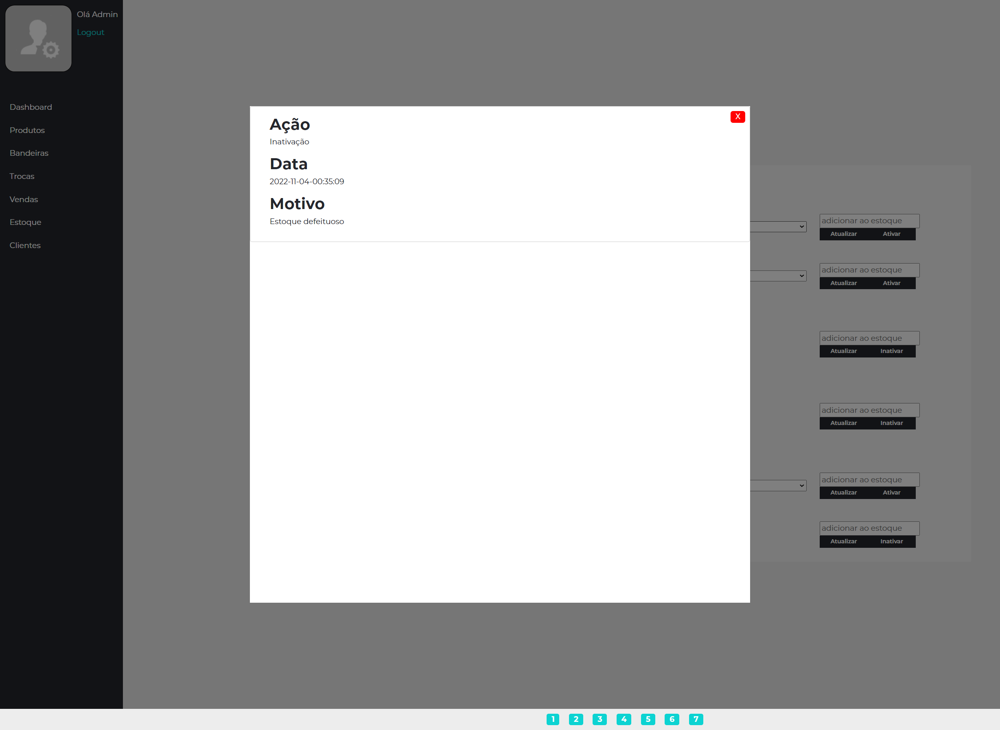 Olá Admin
Logout
Dashboard
Produtos
Bandeiras
Trocas
Vendas
Estoque
Clientes
X
Ação
Inativação
Data
2022-11-04-00:35:09
Motivo
Estoque defeituoso
adicionar ao estoque
Atualizar Ativar
adicionar ao estoque
Atualizar Ativar
adicionar ao estoque
Atualizar Inativar
adicionar ao estoque
Atualizar Inativar
adicionar ao estoque
Atualizar Ativar
adicionar ao estoque
Atualizar Inativar
1 2 3 4 5 6 7